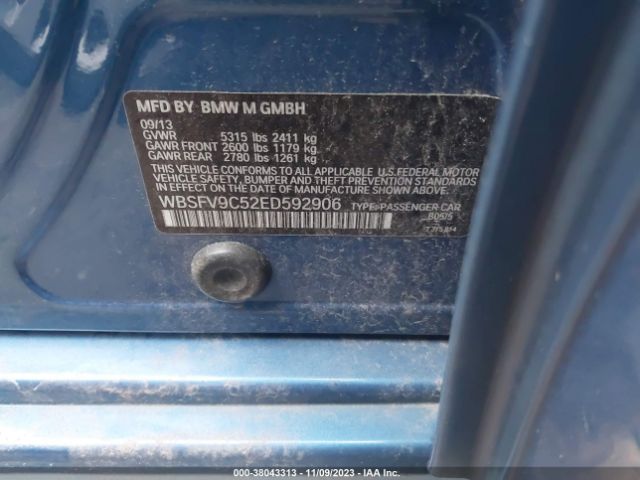 MFD BY BMW M GMBH
09/13
GVWR 5315 lbs 2411 kg
GAWR FRONT 2600 lbs 1179 kg
GAWR REAR 2780 lbs 1261 kg
THIS VEHICLE CONFORMS TO ALL APPLICABLE U.S.FEDERAL MOTOR
VEHICLE SAFETY, BUMPER AND THEFT PREVENTION STANDARDS
IN EFFECT ON THE DATE OF MANUFACTURE SHOWN ABOVE.
WBSFV9C52ED592906 TYPE: PASSENGER CAR
000-38043313 - 11/09/2023 - IAA Inc.